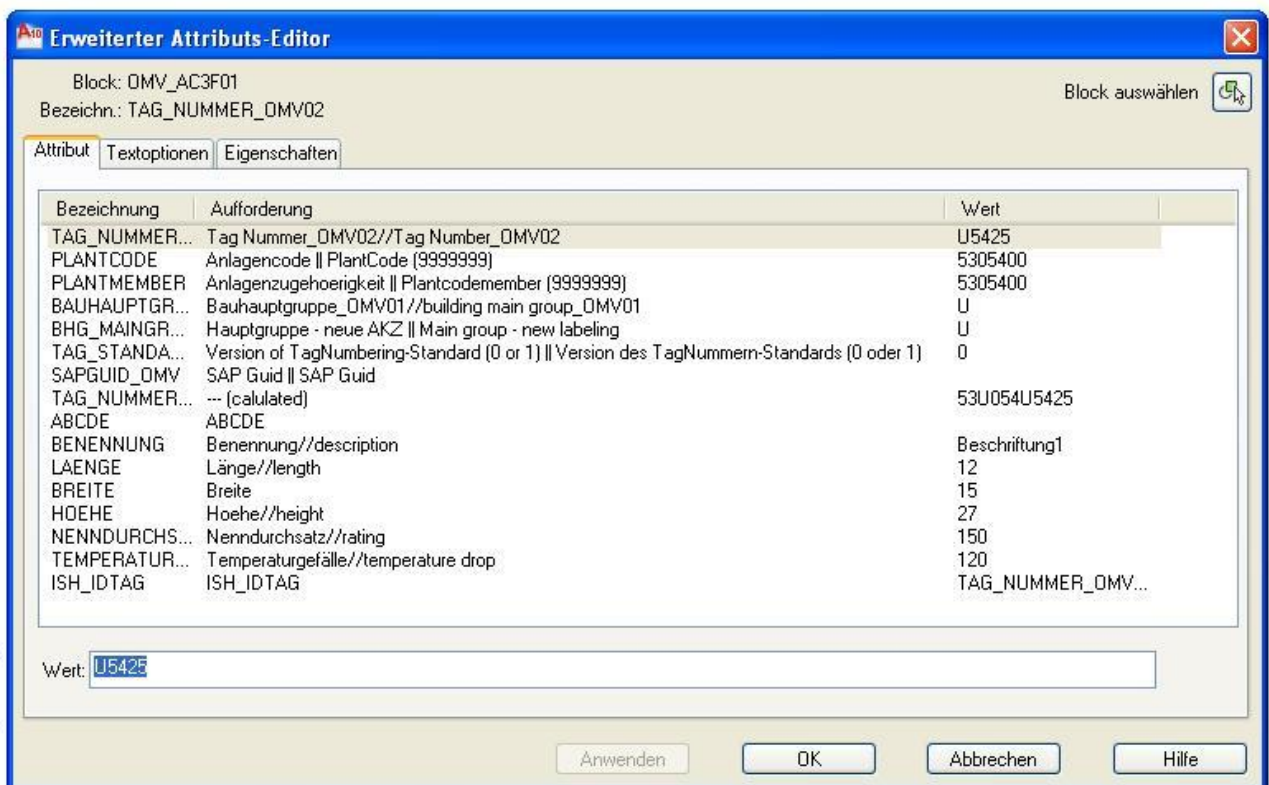 A10 Erweiterter Attributs-Editor
Block: OMV_AC3F01
Block auswählen
Bezeichn.: TAG_NUMMER_OMV02
Attribut Textoptionen Eigenschaften
Bezeichnung Aufforderung Wert
TAG_NUMMER... Tag Nummer_OMV02//Tag Number_OMV02 U5425
PLANTCODE Anlagencode || PlantCode (9999999) 5305400
PLANTMEMBER Anlagenzugehoerigkeit || Plantcodemember (9999999) 5305400
BAUHAUPTGR... Bauhauptgruppe_OMV01//building main group_OMV01 U
BHG_MAINGR... Hauptgruppe - neue AKZ || Main group - new labeling U
TAG_STANDA... Version of TagNumbering-Standard (0 or 1) || Version des TagNummern-Standards (0 oder 1) 0
SAPGUID_OMV SAP Guid || SAP Guid
TAG_NUMMER... --- (calulated) 53U054U5425
ABCDE ABCDE
BENENNUNG Benennung//description Beschriftung1
LAENGE Länge//length 12
BREITE Breite 15
HOEHE Hoehe//height 27
NENNDURCHS... Nenndurchsatz//rating 150
TEMPERATUR... Temperaturgefälle//temperature drop 120
ISH_IDTAG ISH_IDTAG TAG_NUMMER_OMV...
Wert: U5425
Anwenden OK Abbrechen Hilfe